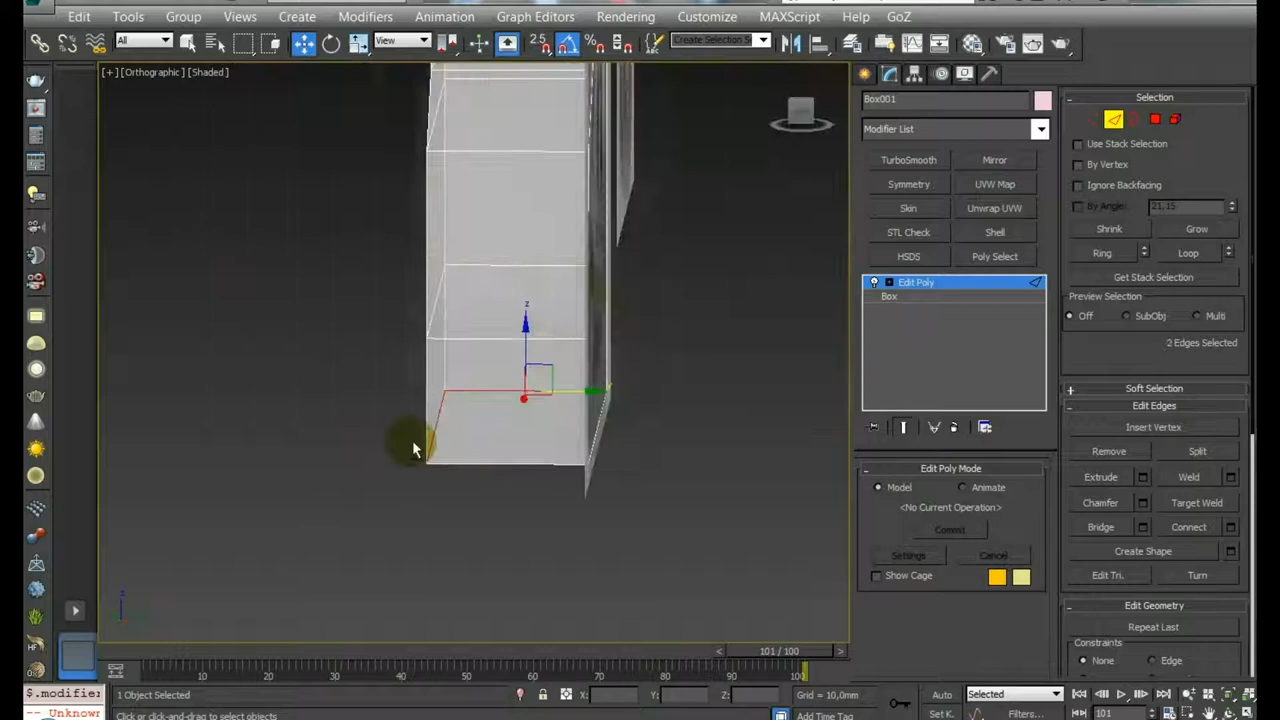 Edit Tools Group Views Create Modifiers Animation Graph Editors Rendering Customize MAXScript Help GoZ
All View 2.5 Create Selection S
[+] [Orthographic] [Shaded]
Box001
Modifier List
TurboSmooth Mirror
Symmetry UVW Map
Skin Unwrap UVW
STL Check Shell
HSDS Poly Select
Edit Poly
Box
Edit Poly Mode
Model Animate
<No Current Operation>
Commit
Settings Cancel
Show Cage
Selection
Use Stack Selection
By Vertex
Ignore Backfacing
By Angle: 21,15
Shrink Grow
Ring Loop
Get Stack Selection
Preview Selection
Off SubObj Multi
2 Edges Selected
Soft Selection
Edit Edges
Insert Vertex
Remove Split
Extrude Weld
Chamfer Target Weld
Bridge Connect
Create Shape
Edit Tri. Turn
Edit Geometry
Repeat Last
Constraints
None Edge
z
101 / 100
10 20 30 40 50 60 70 80 90 100
$.modifier 1 Object Selected X: Y: Z: Grid = 10,0mm Auto Selected
-- Unknown Click or click-and-drag to select objects Add Time Tag Set K. Filters... 101